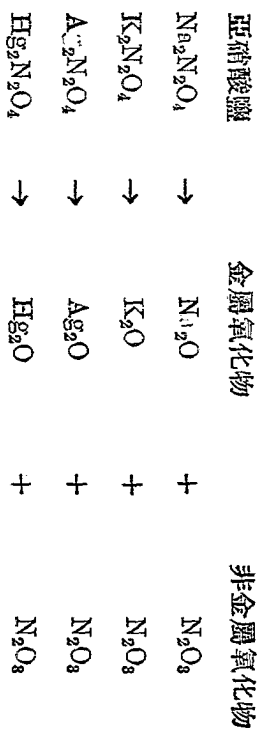 亞硝酸鹽 金屬氧化物 非金屬氧化物
Na₂N₂O₄ → Na₂O + N₂O₃
K₂N₂O₄ → K₂O + N₂O₃
Ag₂N₂O₄ → Ag₂O + N₂O₃
Hg₂N₂O₄ → Hg₂O + N₂O₃